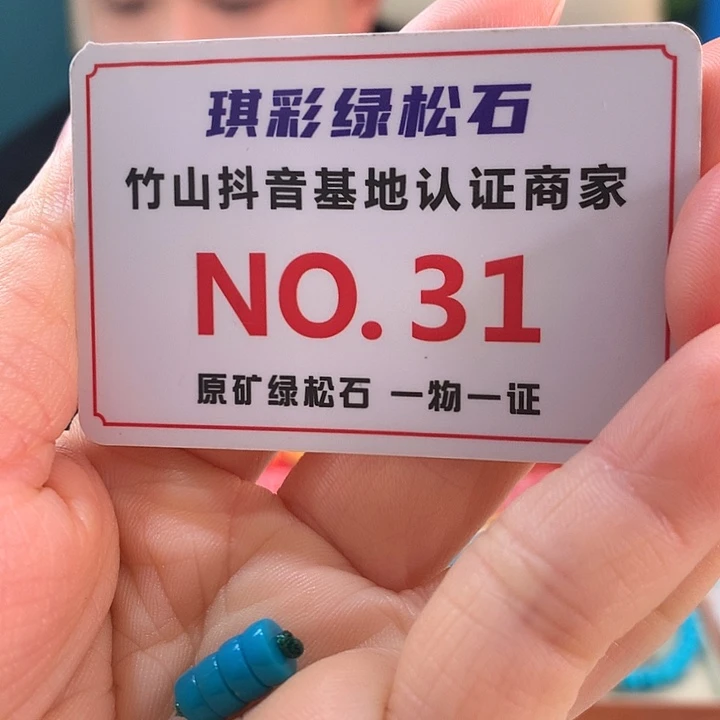 琪彩绿松石
竹山抖音基地认证商家
NO. 31
原矿绿松石 一物一证